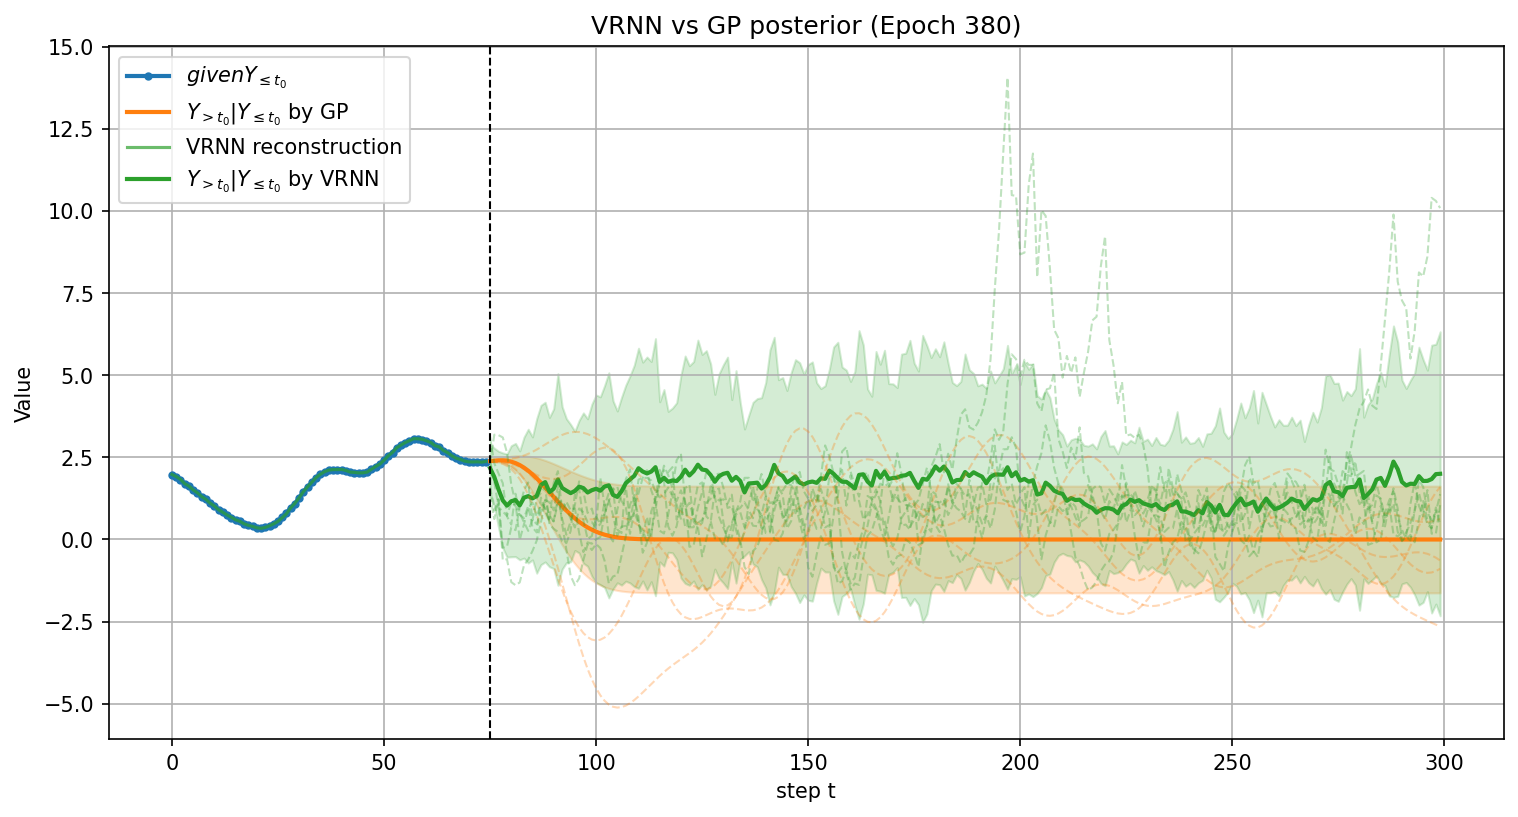 VRNN vs GP posterior (Epoch 380)
givenY≤t₀
Y>t₀|Y≤t₀ by GP
VRNN reconstruction
Y>t₀|Y≤t₀ by VRNN
Value
15.0
12.5
10.0
7.5
5.0
2.5
0.0
−2.5
−5.0
0 50 100 150 200 250 300
step t